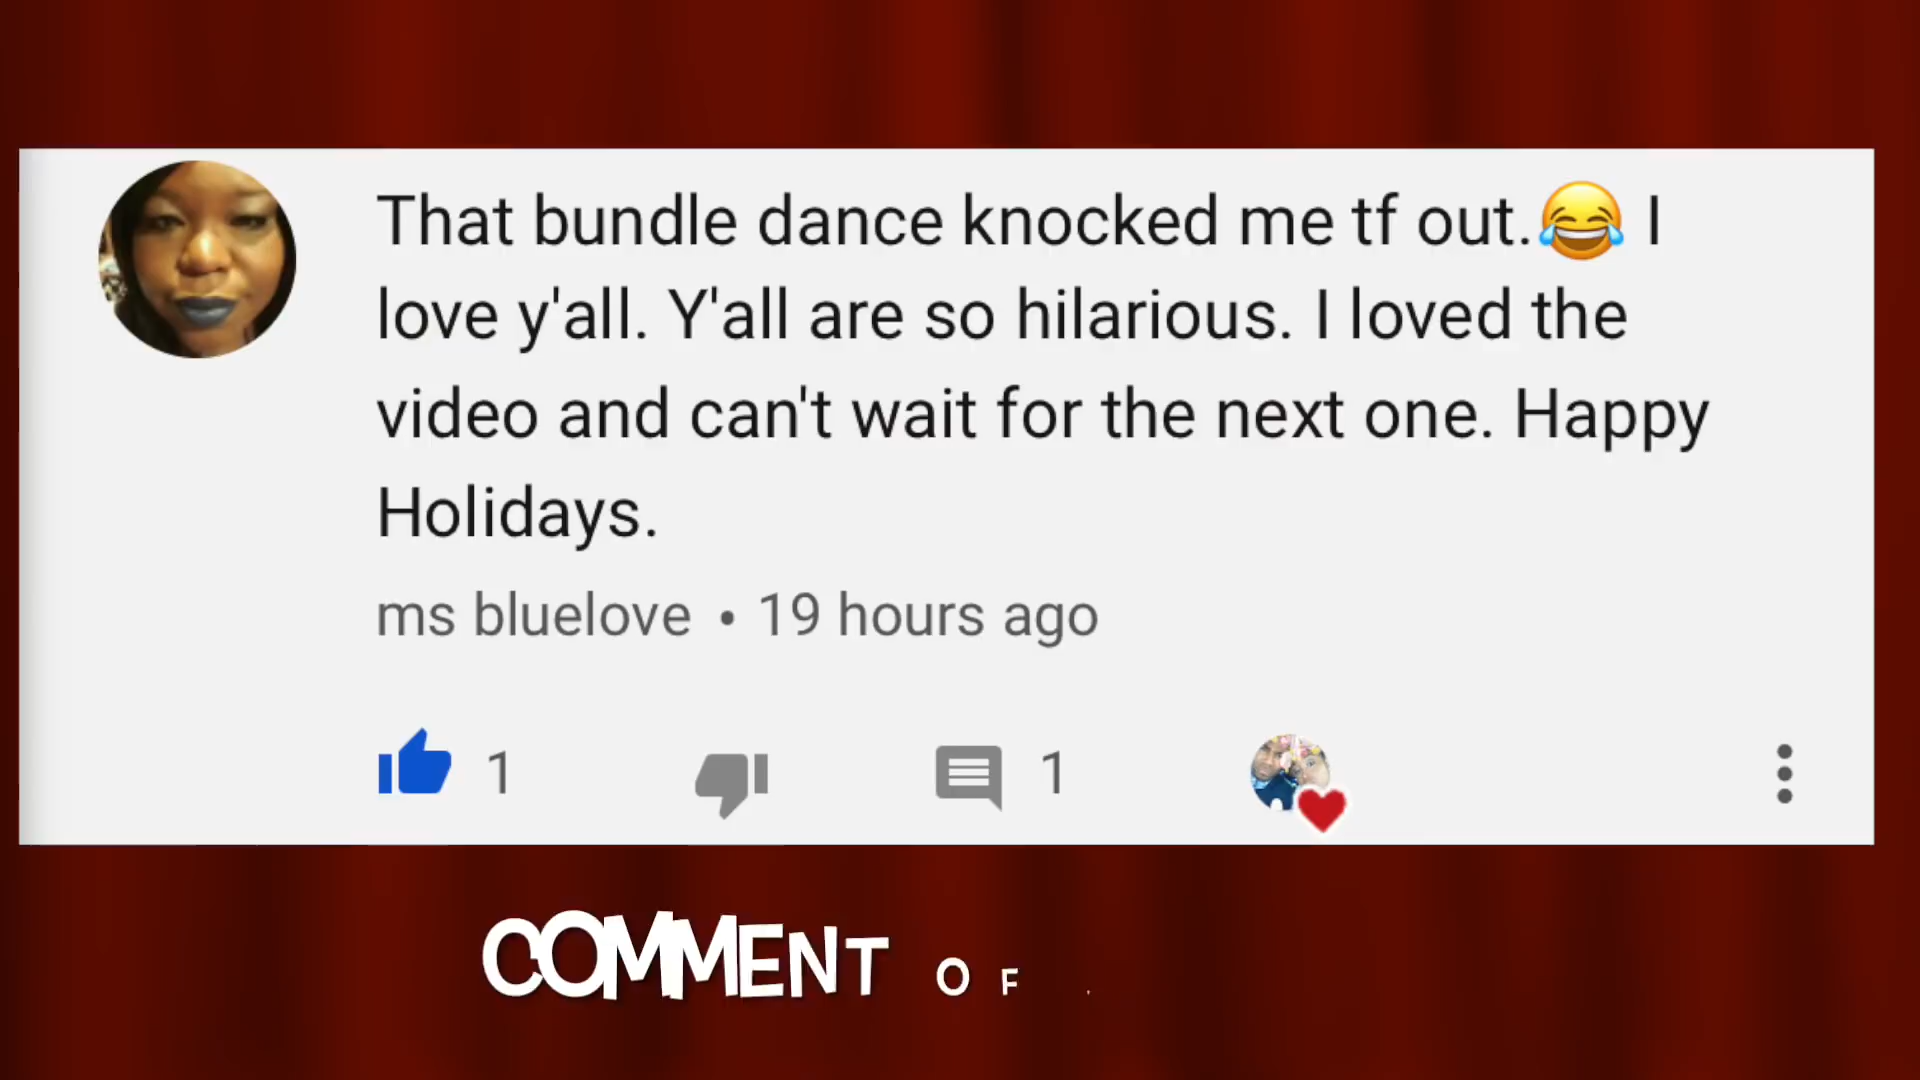 That bundle dance knocked me tf out.😂 I
love y'all. Y'all are so hilarious. I loved the
video and can't wait for the next one. Happy
Holidays.
ms bluelove • 19 hours ago
1 1
COMMENT OF